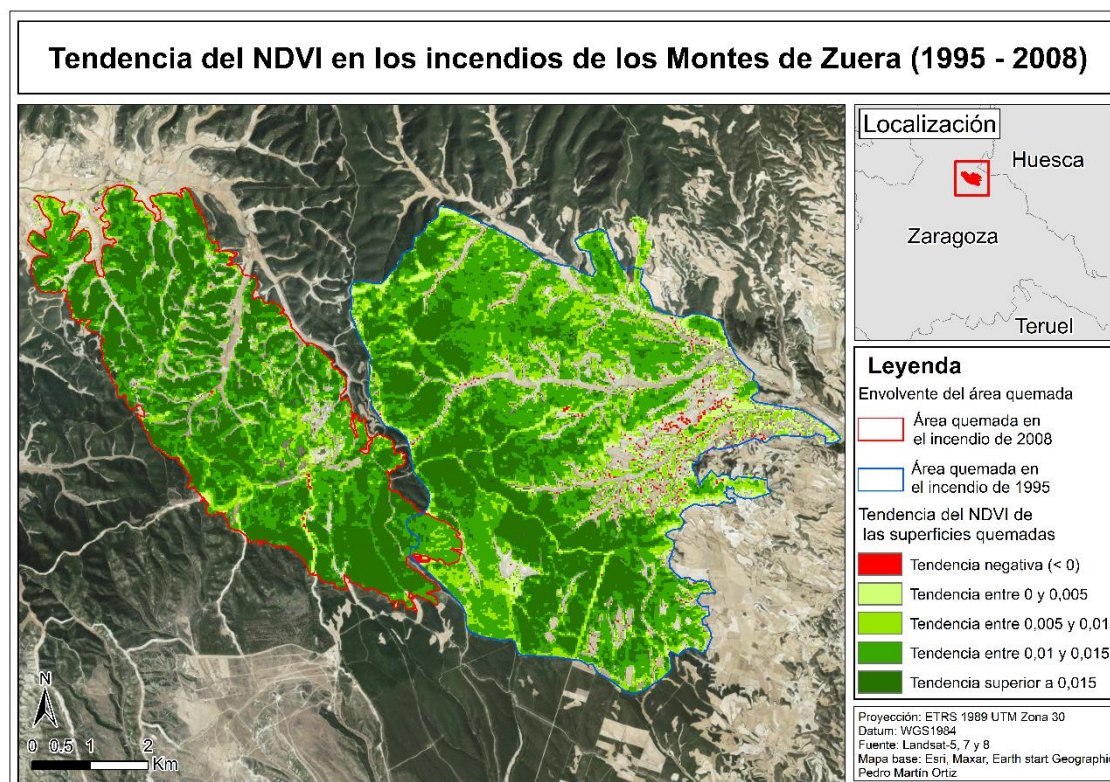 Tendencia del NDVI en los incendios de los Montes de Zuera (1995 - 2008)
Localización
Huesca
Zaragoza
Teruel
Leyenda
Envolvente del área quemada
Área quemada en
el incendio de 2008
Área quemada en
el incendio de 1995
Tendencia del NDVI de
las superficies quemadas
Tendencia negativa (< 0)
Tendencia entre 0 y 0,005
Tendencia entre 0,005 y 0,01
Tendencia entre 0,01 y 0,015
Tendencia superior a 0,015
N
0 0.5 1 2
Km
Proyección: ETRS 1989 UTM Zona 30
Datum: WGS1984
Fuente: Landsat-5, 7 y 8
Mapa base: Esri, Maxar, Earth start Geographi
Pedro Martín Ortiz